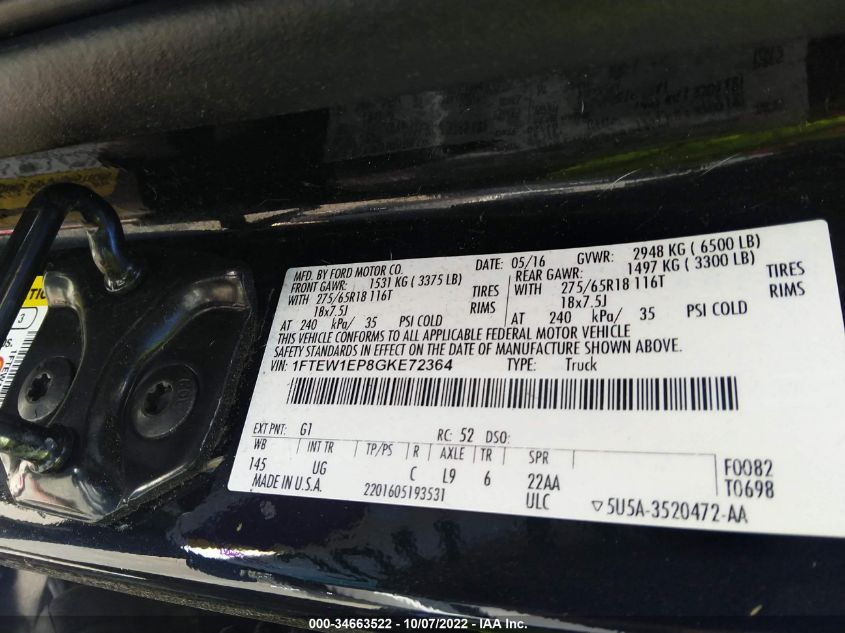 MFD. BY FORD MOTOR CO. DATE: 05/16 GVWR: 2948 KG ( 6500 LB)
FRONT GAWR: 1531 KG ( 3375 LB) REAR GAWR: 1497 KG ( 3300 LB)
WITH 275/65R18 116T TIRES WITH 275/65R18 116T TIRES
18x7.5J RIMS 18x7.5J RIMS
AT 240 kPa/ 35 PSI COLD AT 240 kPa/ 35 PSI COLD
THIS VEHICLE CONFORMS TO ALL APPLICABLE FEDERAL MOTOR VEHICLE
SAFETY STANDARDS IN EFFECT ON THE DATE OF MANUFACTURE SHOWN ABOVE.
VIN: 1FTEW1EP8GKE72364 TYPE: Truck
EXT PNT: G1 RC: 52 DSO:
WB INT TR TP/PS R AXLE TR SPR
145 UG C L9 6 22AA F0082
MADE IN U.S.A. 2201605193531 ULC T0698
▽5U5A-3520472-AA
3
000-34663522 - 10/07/2022 - IAA Inc.